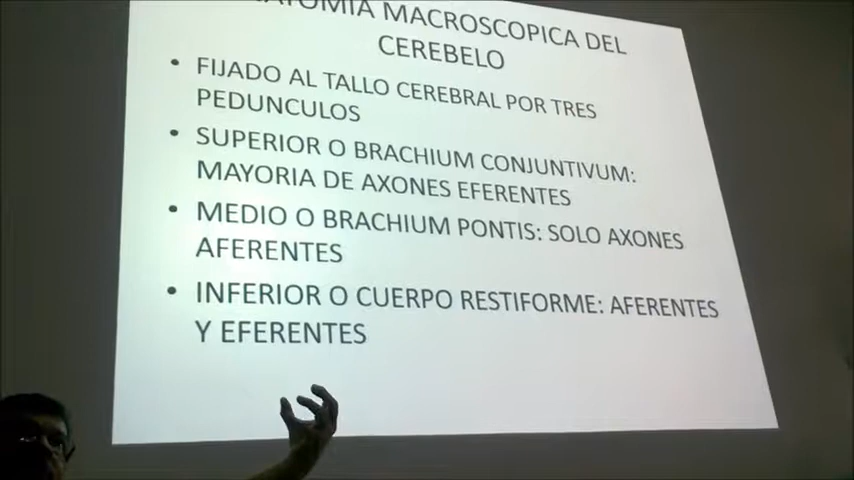 MACROSCOPICA DEL
CEREBELO
• FIJADO AL TALLO CEREBRAL POR TRES
PEDUNCULOS
• SUPERIOR O BRACHIUM CONJUNTIVUM:
MAYORIA DE AXONES EFERENTES
• MEDIO O BRACHIUM PONTIS: SOLO AXONES
AFERENTES
• INFERIOR O CUERPO RESTIFORME: AFERENTES
Y EFERENTES